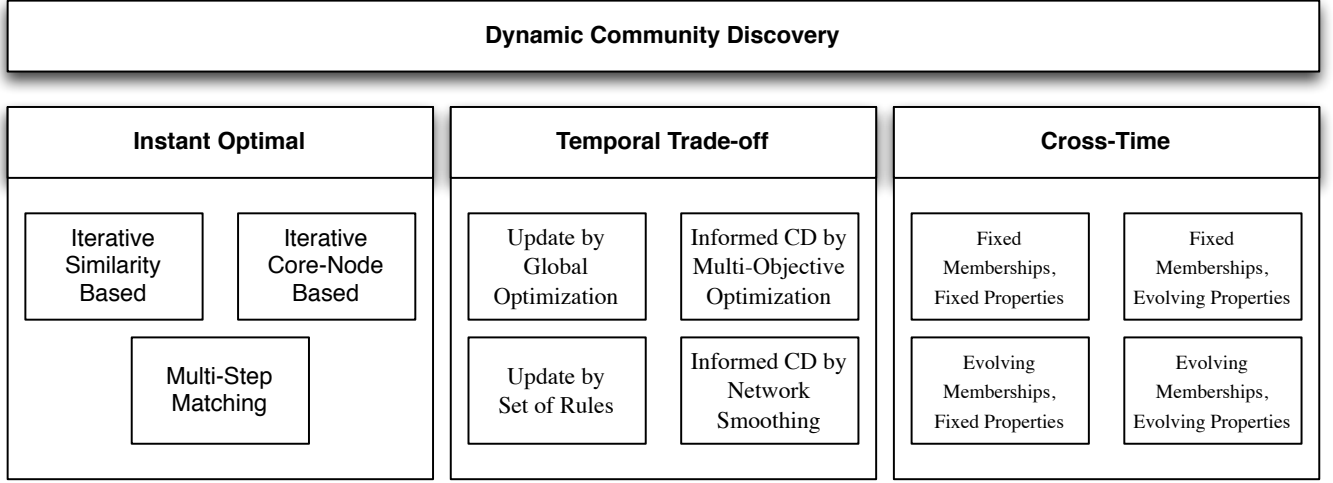 Dynamic Community Discovery
Instant Optimal
Iterative
Similarity
Based
Iterative
Core-Node
Based
Multi-Step
Matching
Temporal Trade-off
Update by
Global
Optimization
Informed CD by
Multi-Objective
Optimization
Update by
Set of Rules
Informed CD by
Network
Smoothing
Cross-Time
Fixed
Memberships,
Fixed Properties
Fixed
Memberships,
Evolving Properties
Evolving
Memberships,
Fixed Properties
Evolving
Memberships,
Evolving Properties